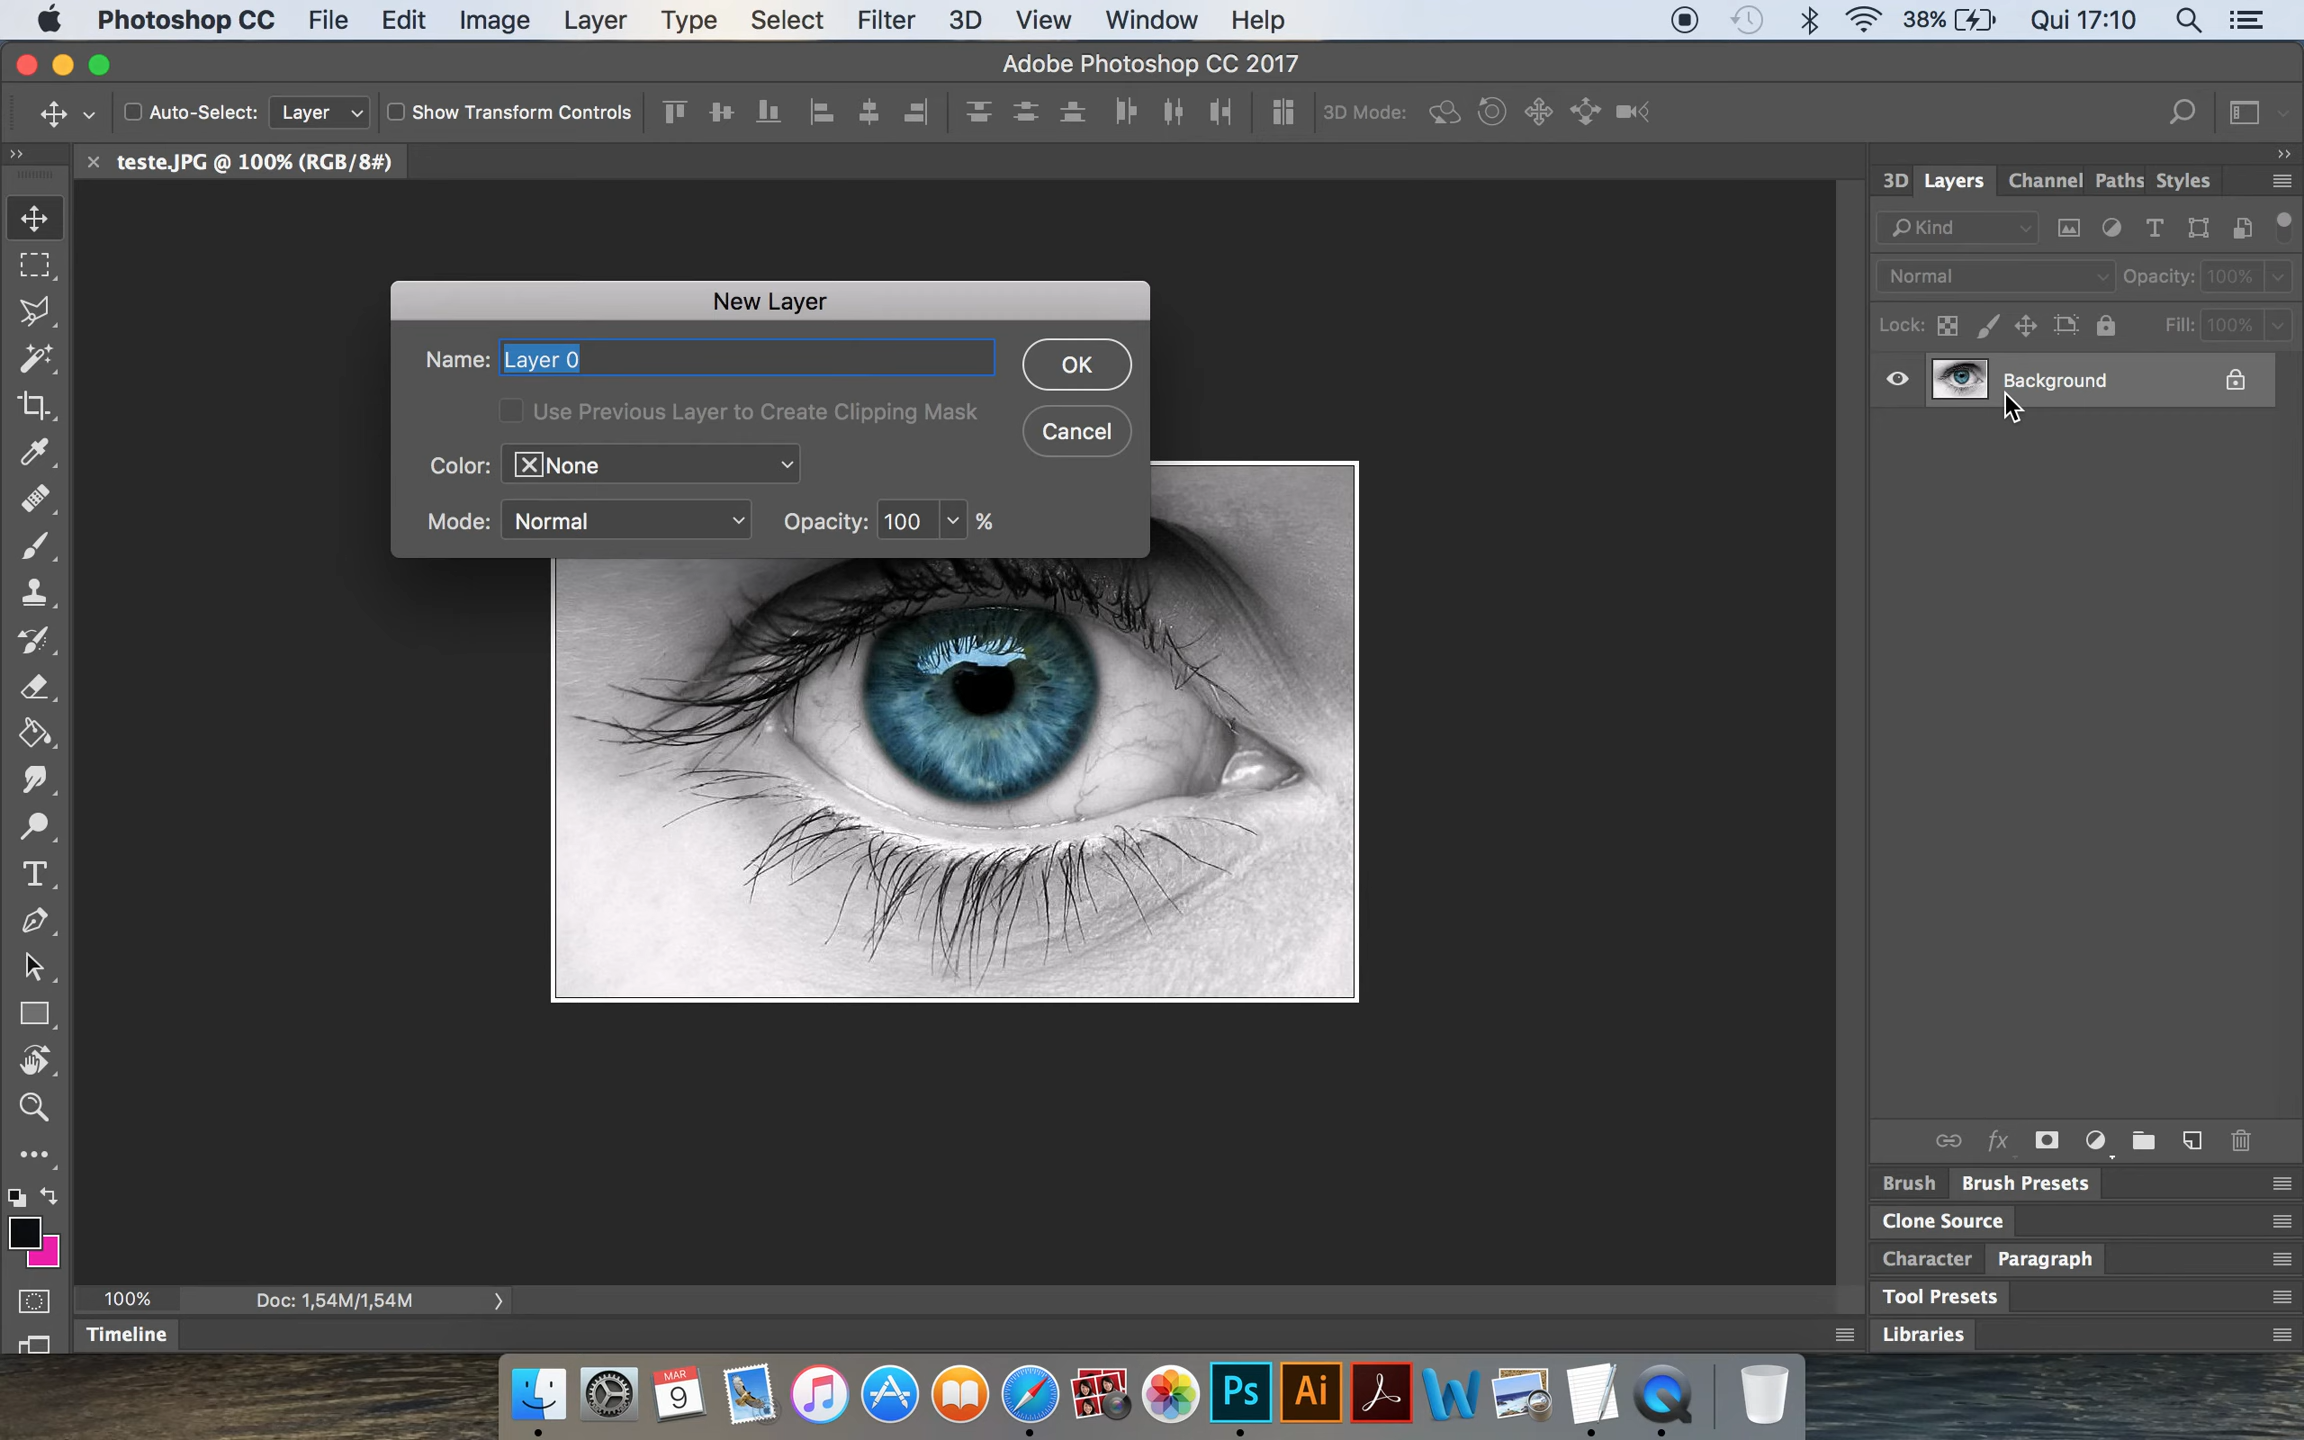 Photoshop CC File Edit Image Layer Type Select Filter 3D View Window Help 38% Qui 17:10
Adobe Photoshop CC 2017
Auto-Select: Layer Show Transform Controls 3D Mode:
teste.JPG @ 100% (RGB/8#)
3D Layers Channel Paths Styles
Kind
Normal Opacity: 100%
Lock: Fill: 100%
Background
New Layer
Name: Layer 0
OK
Use Previous Layer to Create Clipping Mask
Cancel
Color: None
Mode: Normal Opacity: 100 %
fx
Brush Brush Presets
Clone Source
Character Paragraph
Tool Presets
Libraries
100% Doc: 1,54M/1,54M
Timeline
MAR
9
Ps
Ai
W